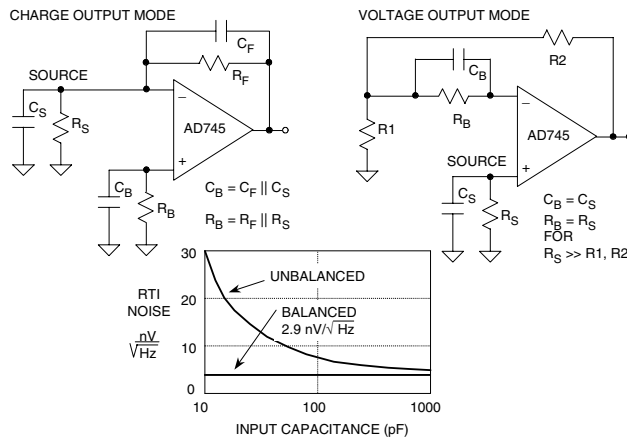 CHARGE OUTPUT MODE
C_F
R_F
SOURCE
C_S
R_S
–
AD745
+
C_B
R_B
C_B = C_F || C_S
R_B = R_F || R_S
VOLTAGE OUTPUT MODE
R2
C_B
R_B
R1
–
AD745
+
SOURCE
C_S
R_S
C_B = C_S
R_B = R_S
FOR
R_S >> R1, R2
30
20
10
0
RTI
NOISE
nV
√Hz
UNBALANCED
BALANCED
2.9 nV/√Hz
10
100
1000
INPUT CAPACITANCE (pF)